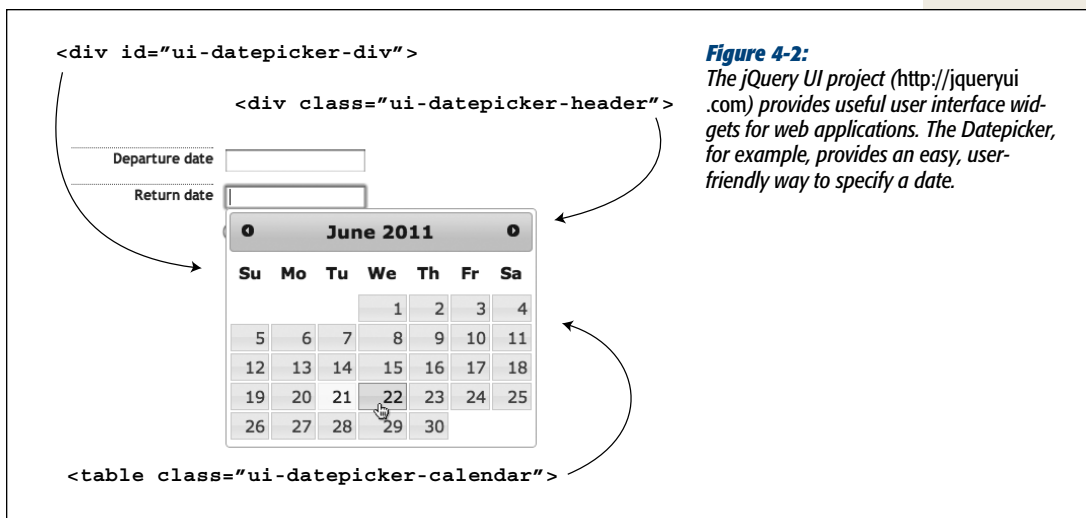 <div id="ui-datepicker-div">
<div class="ui-datepicker-header">
Departure date
Return date
June 2011
Su Mo Tu We Th Fr Sa
1 2 3 4
5 6 7 8 9 10 11
12 13 14 15 16 17 18
19 20 21 22 23 24 25
26 27 28 29 30
<table class="ui-datepicker-calendar">
Figure 4-2:
The jQuery UI project (http://jqueryui
.com) provides useful user interface wid-
gets for web applications. The Datepicker,
for example, provides an easy, user-
friendly way to specify a date.